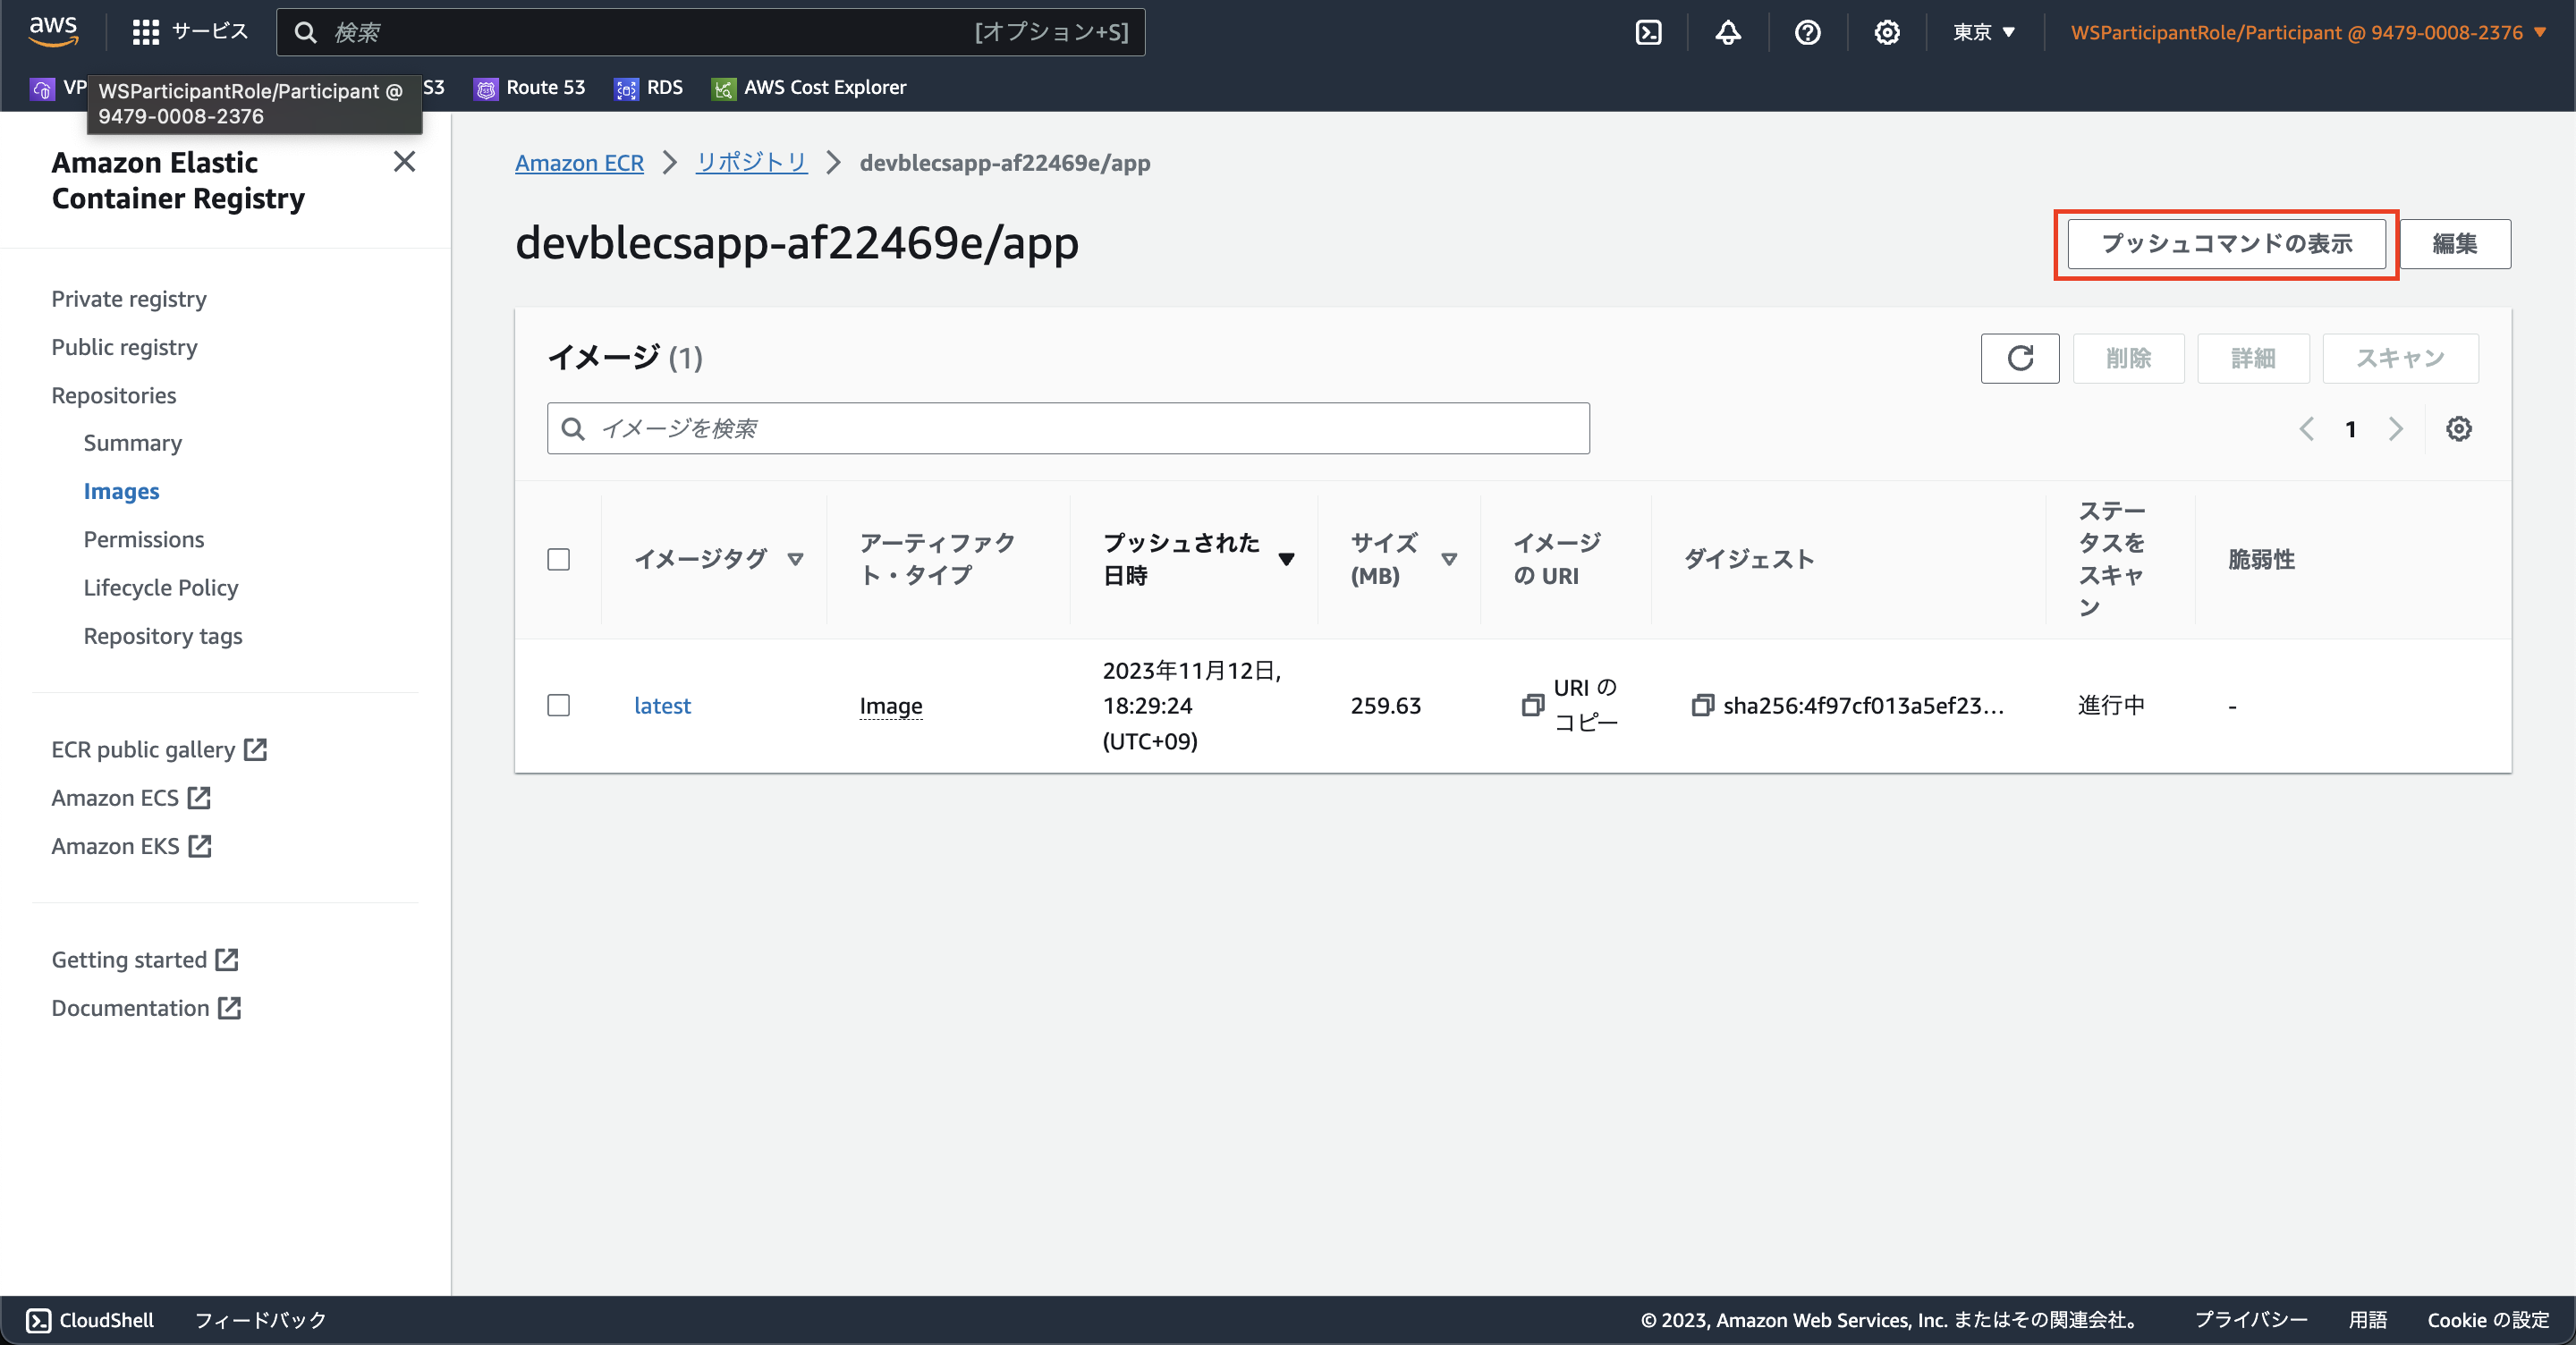 aws
サービス
検索
[オプション+S]
東京
WSParticipantRole/Participant @ 9479-0008-2376
VP
WSParticipantRole/Participant @
9479-0008-2376
S3
Route 53
RDS
AWS Cost Explorer
Amazon Elastic
Container Registry
Private registry
Public registry
Repositories
Summary
Images
Permissions
Lifecycle Policy
Repository tags
ECR public gallery
Amazon ECS
Amazon EKS
Getting started
Documentation
Amazon ECR
リポジトリ
devblecsapp-af22469e/app
devblecsapp-af22469e/app
プッシュコマンドの表示
編集
イメージ (1)
削除
詳細
スキャン
イメージを検索
1
イメージタグ
アーティファク
ト・タイプ
プッシュされた
日時
サイズ
(MB)
イメージ
の URI
ダイジェスト
ステー
タスを
スキャ
ン
脆弱性
latest
Image
2023年11月12日,
18:29:24
(UTC+09)
259.63
URI の
コピー
sha256:4f97cf013a5ef23...
進行中
-
CloudShell
フィードバック
© 2023, Amazon Web Services, Inc. またはその関連会社。
プライバシー
用語
Cookie の設定